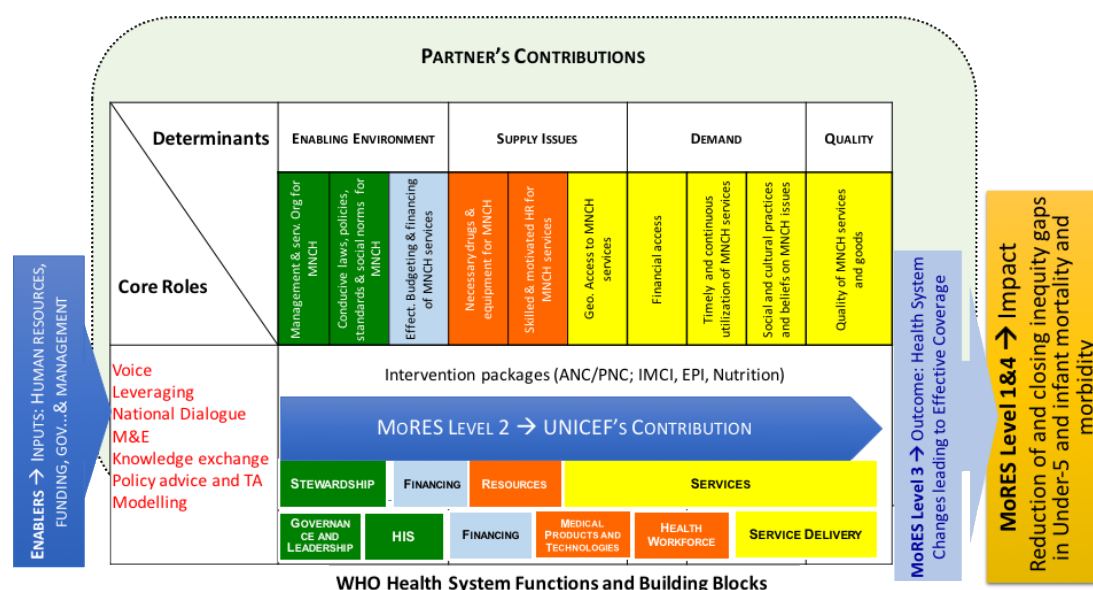 PARTNER'S CONTRIBUTIONS
Determinants
ENABLING ENVIRONMENT
SUPPLY ISSUES
DEMAND
QUALITY
Core Roles
Management & serv. Org for
MNCH
Conducive laws, policies,
standards & social norms for
MNCH
Effect. Budgeting & financing
of MNCH services
Necessary drugs &
equipment for MNCH
Skilled & motivated HR for
MNCH services
Geo. Access to MNCH
services
Financial access
Timely and continuous
utilization of MNCH services
Social and cultural practices
and beliefs on MNCH issues
Quality of MNCH services
and goods
ENABLERS → INPUTS: HUMAN RESOURCES,
FUNDING, GOV...& MANAGEMENT
Voice
Leveraging
National Dialogue
M&E
Knowledge exchange
Policy advice and TA
Modelling
Intervention packages (ANC/PNC; IMCI, EPI, Nutrition)
MORES LEVEL 2 → UNICEF'S CONTRIBUTION
STEWARDSHIP
FINANCING
RESOURCES
SERVICES
GOVERNAN
CE AND
LEADERSHIP
HIS
FINANCING
MEDICAL
PRODUCTS AND
TECHNOLOGIES
HEALTH
WORKFORCE
SERVICE DELIVERY
WHO Health System Functions and Building Blocks
MORES Level 3 → Outcome: Health System
Changes leading to Effective Coverage
MoRES Level 1&4 → Impact
Reduction of and closing inequity gaps
in Under-5 and infant mortality and
morbidity